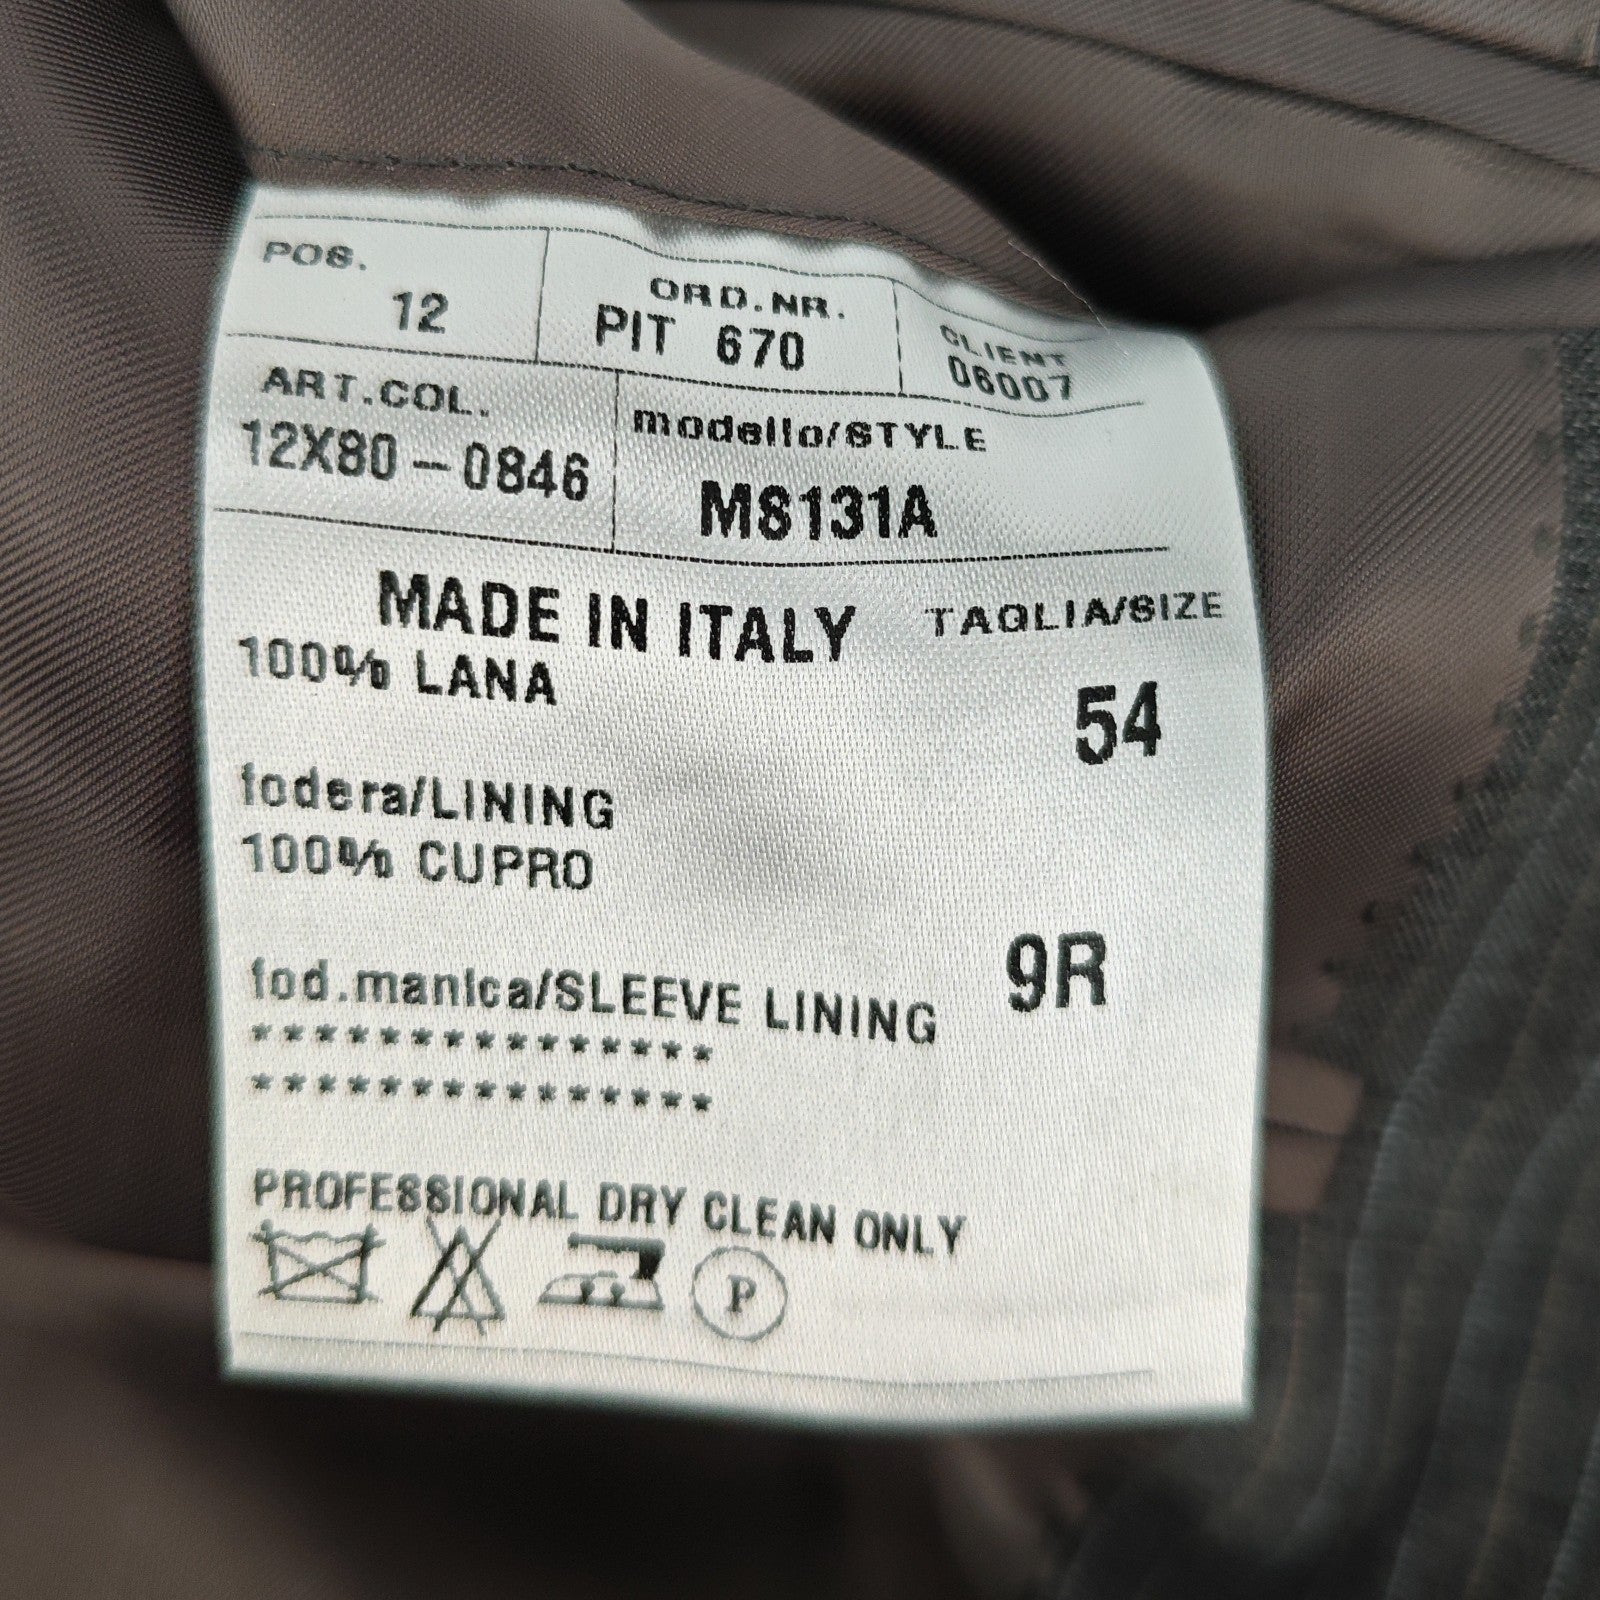 POS.
12
ORD.NR.
PIT 670
CLIENT
06007
ART.COL.
12X80-0846
modello/STYLE
M8131A
MADE IN ITALY
TAGLIA/SIZE
100% LANA
54
fodera/LINING
100% CUPRO
9R
fod.manica/SLEEVE LINING
***************
***************
PROFESSIONAL DRY CLEAN ONLY
P